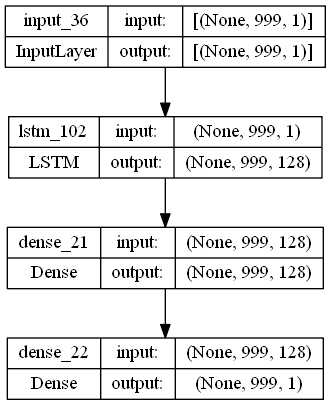 input_36 input: [(None, 999, 1)]
InputLayer output: [(None, 999, 1)]
lstm_102 input: (None, 999, 1)
LSTM output: (None, 999, 128)
dense_21 input: (None, 999, 128)
Dense output: (None, 999, 128)
dense_22 input: (None, 999, 128)
Dense output: (None, 999, 1)